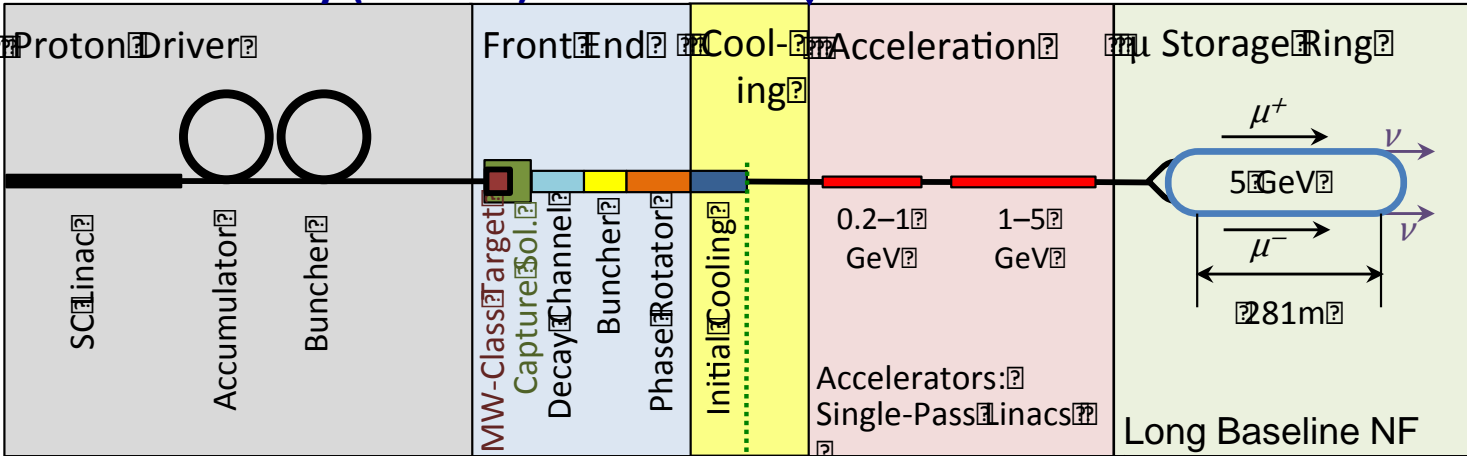 Proton Driver
Front End
Cool-
ing
Acceleration
μ Storage Ring
SC Linac
Accumulator
Buncher
MW-Class Target
Capture Sol.
Decay Channel
Buncher
Phase Rotator
Initial Cooling
0.2–1
GeV
1–5
GeV
Accelerators:
Single-Pass Linacs
μ+
ν
5 GeV
μ−
ν
281m
Long Baseline NF